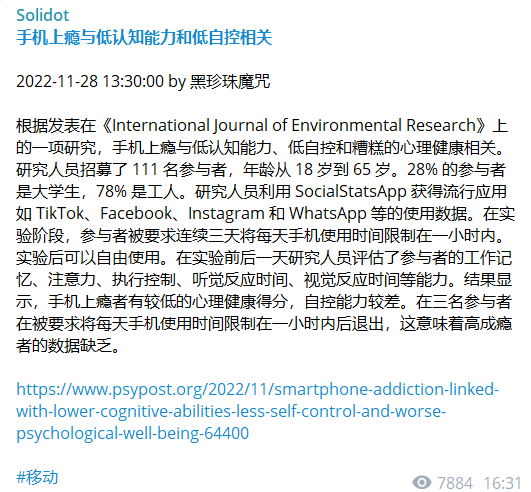 Solidot
手机上瘾与低认知能力和低自控相关
2022-11-28 13:30:00 by 黑珍珠魔咒
根据发表在《International Journal of Environmental Research》上
的一项研究，手机上瘾与低认知能力、低自控和糟糕的心理健康相关。
研究人员招募了 111 名参与者，年龄从 18 岁到 65 岁。28% 的参与者
是大学生，78% 是工人。研究人员利用 SocialStatsApp 获得流行应用
如 TikTok、Facebook、Instagram 和 WhatsApp 等的使用数据。在实
验阶段，参与者被要求连续三天将每天手机使用时间限制在一小时内。
实验后可以自由使用。在实验前后一天研究人员评估了参与者的工作记
忆、注意力、执行控制、听觉反应时间、视觉反应时间等能力。结果显
示，手机上瘾者有较低的心理健康得分，自控能力较差。在三名参与者
在被要求将每天手机使用时间限制在一小时内后退出，这意味着高成瘾
者的数据缺乏。
https://www.psypost.org/2022/11/smartphone-addiction-linked-
with-lower-cognitive-abilities-less-self-control-and-worse-
psychological-well-being-64400
#移动
7884 16:31